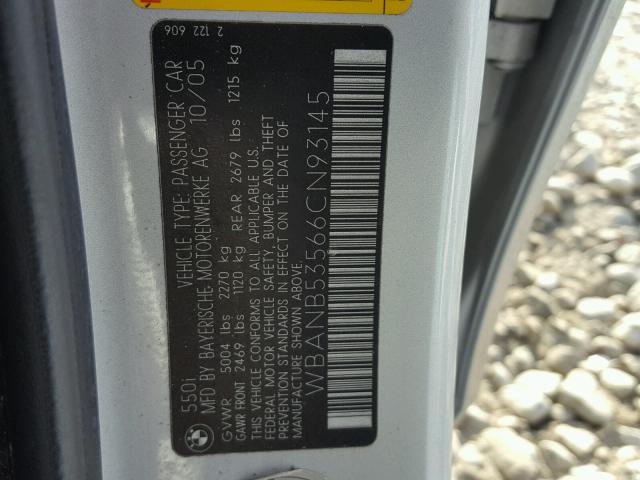 550i VEHICLE TYPE: PASSENGER CAR
MFD BY BAYERISCHE MOTORENWERKE AG 10/05
GVWR 5004 lbs 2270 kg
GAWR FRONT 2469 lbs 1120 kg REAR 2679 lbs 1215 kg
THIS VEHICLE CONFORMS TO ALL APPLICABLE U.S.
FEDERAL MOTOR VEHICLE SAFETY, BUMPER AND THEFT
PREVENTION STANDARDS IN EFFECT ON THE DATE OF
MANUFACTURE SHOWN ABOVE.
WBANB53566CN93145
2 122 606
BMW